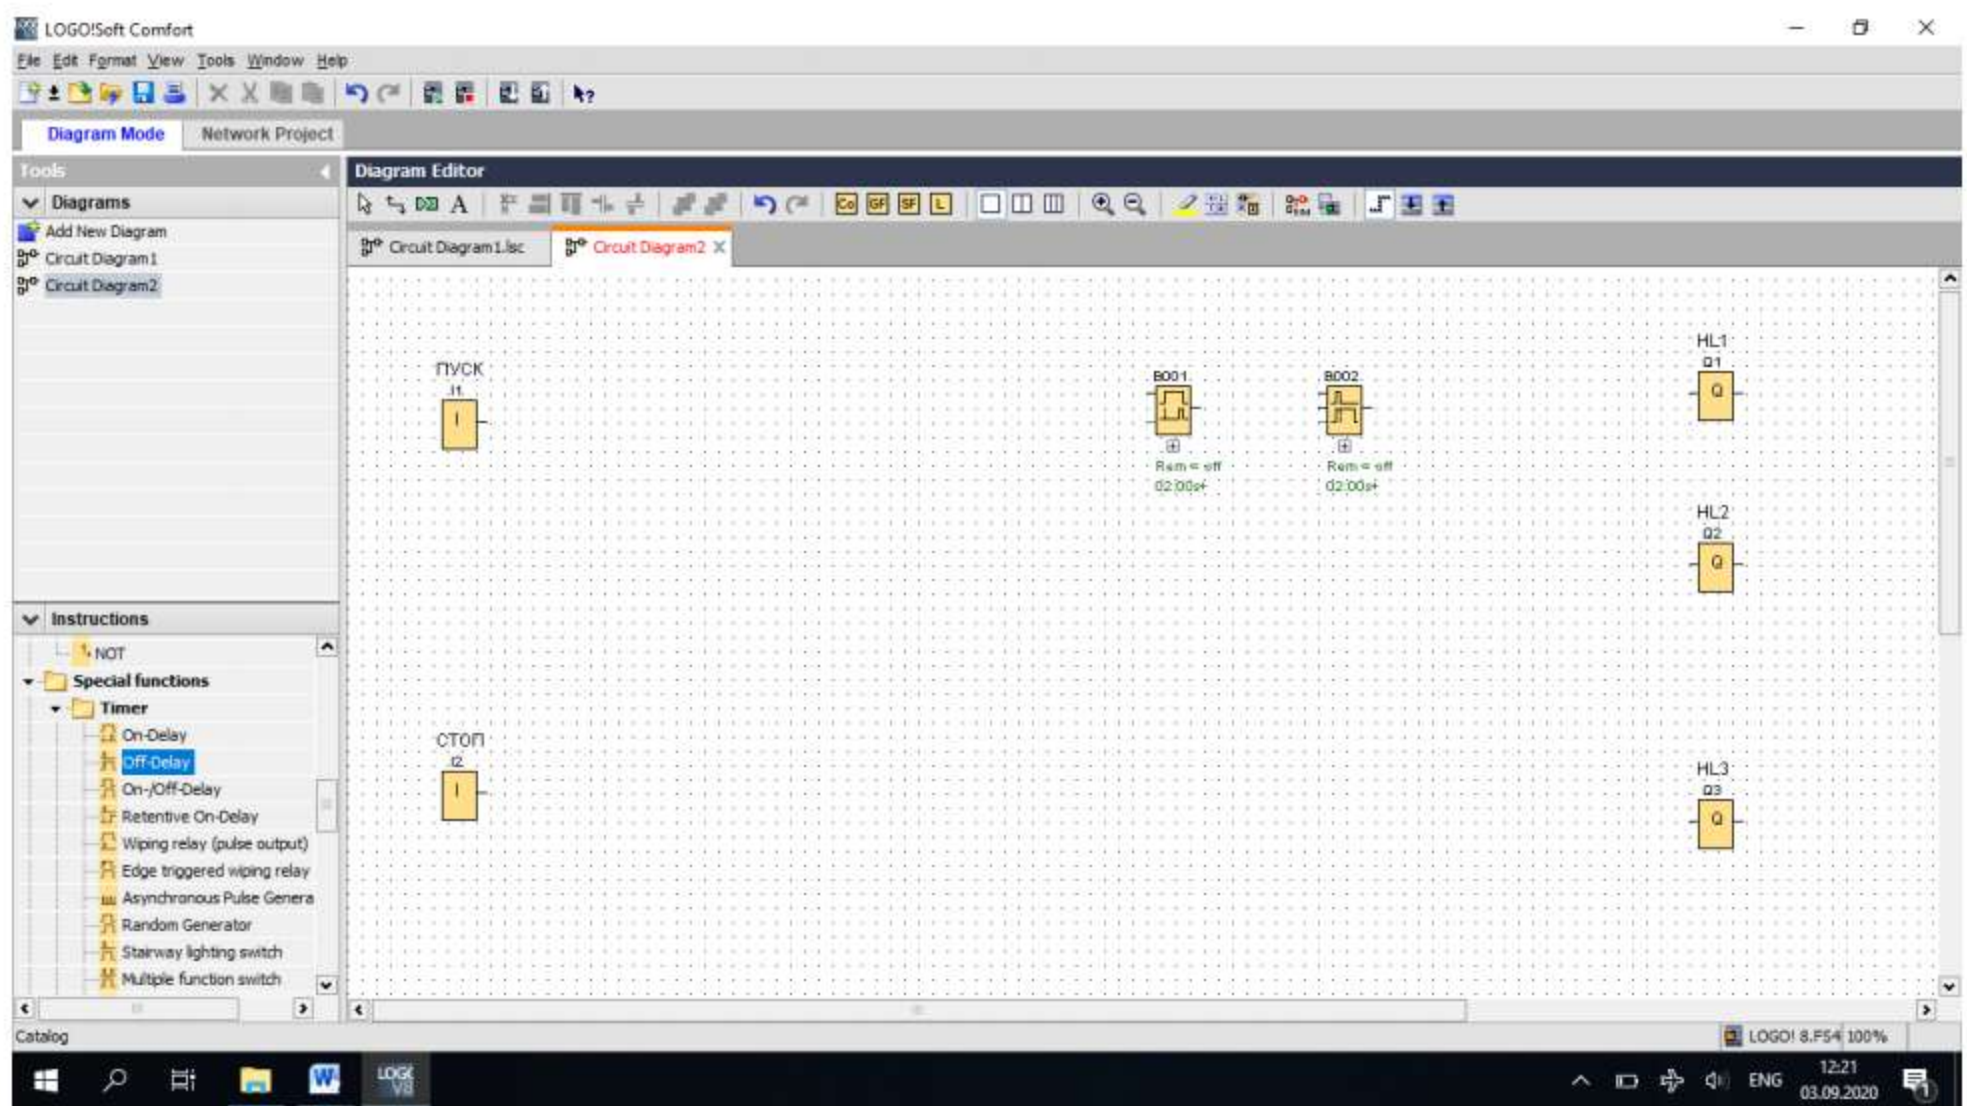 LOGO!Soft Comfort
File Edit Format View Tools Window Help
Diagram Mode Network Project
Tools
Diagram Editor
Diagrams
Add New Diagram
Circuit Diagram1
Circuit Diagram2
Co GF SF L
Circuit Diagram1.lsc Circuit Diagram2
ПУСК
I1
I
B001
Rem = off
02:00s+
B002
Rem = off
02:00s+
HL1
Q1
Q
HL2
Q2
Q
СТОП
I2
I
HL3
Q3
Q
Instructions
NOT
Special functions
Timer
On-Delay
Off-Delay
On-/Off-Delay
Retentive On-Delay
Wiping relay (pulse output)
Edge triggered wiping relay
Asynchronous Pulse Genera
Random Generator
Stairway lighting switch
Multiple function switch
Catalog
LOGO! 8.FS4 100%
ENG
12:21
03.09.2020